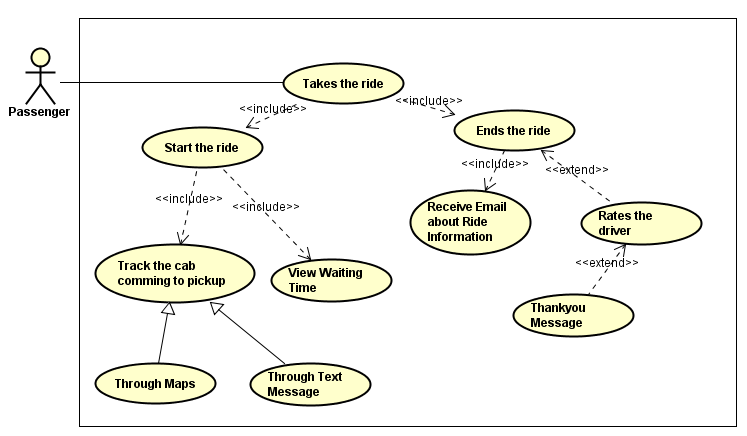 Passenger
Takes the ride
<<include>>
<<include>>
Start the ride
Ends the ride
<<include>>
<<include>>
<<include>>
<<extend>>
Receive Email
about Ride
Information
Rates the
driver
Track the cab
comming to pickup
View Waiting
Time
<<extend>>
Thankyou
Message
Through Maps
Through Text
Message